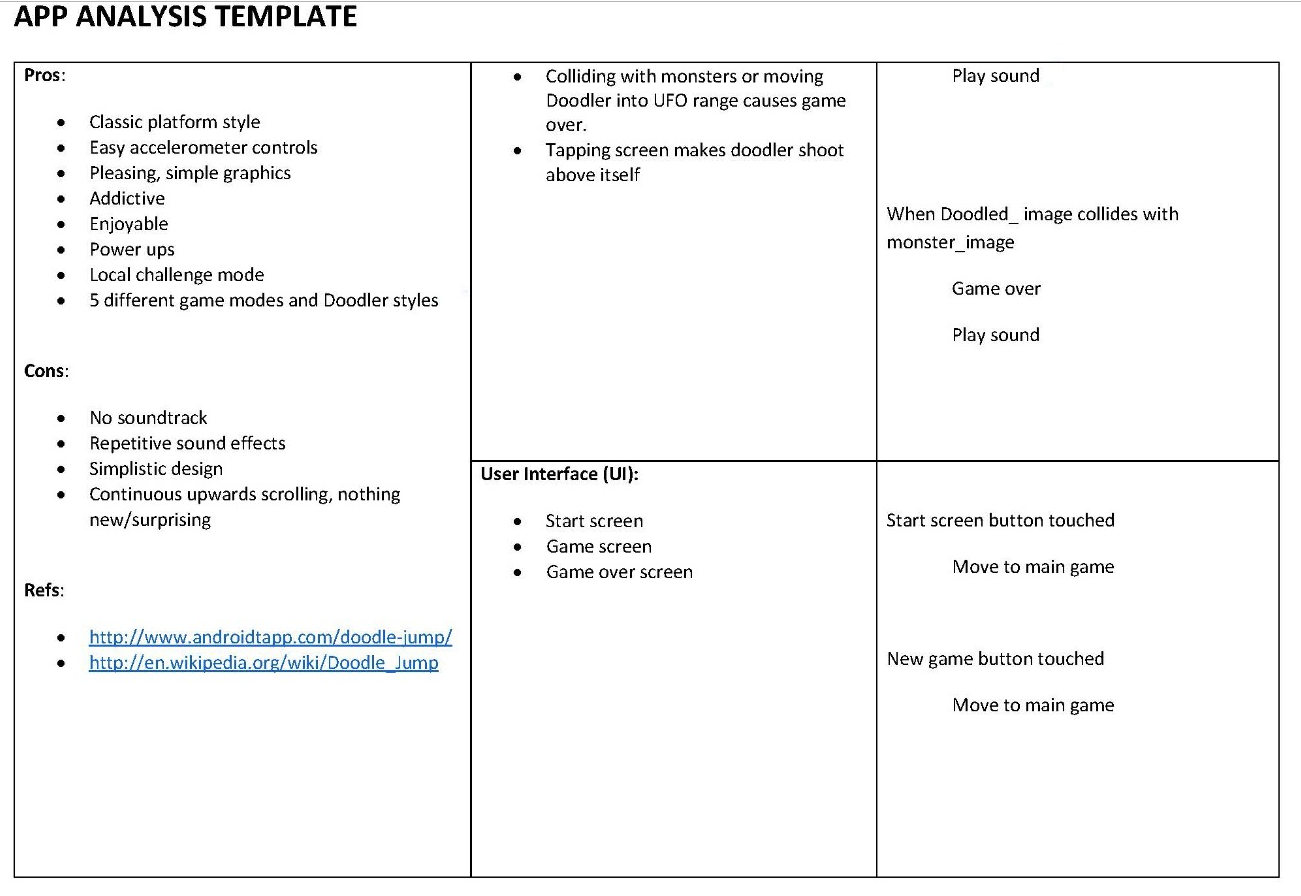 APP ANALYSIS TEMPLATE
Pros:
• Classic platform style
• Easy accelerometer controls
• Pleasing, simple graphics
• Addictive
• Enjoyable
• Power ups
• Local challenge mode
• 5 different game modes and Doodler styles
Cons:
• No soundtrack
• Repetitive sound effects
• Simplistic design
• Continuous upwards scrolling, nothing
new/surprising
Refs:
• http://www.androidtapp.com/doodle-jump/
• http://en.wikipedia.org/wiki/Doodle_Jump
• Colliding with monsters or moving
Doodler into UFO range causes game
over.
• Tapping screen makes doodler shoot
above itself
Play sound
When Doodled_ image collides with
monster_image
Game over
Play sound
User Interface (UI):
• Start screen
• Game screen
• Game over screen
Start screen button touched
Move to main game
New game button touched
Move to main game